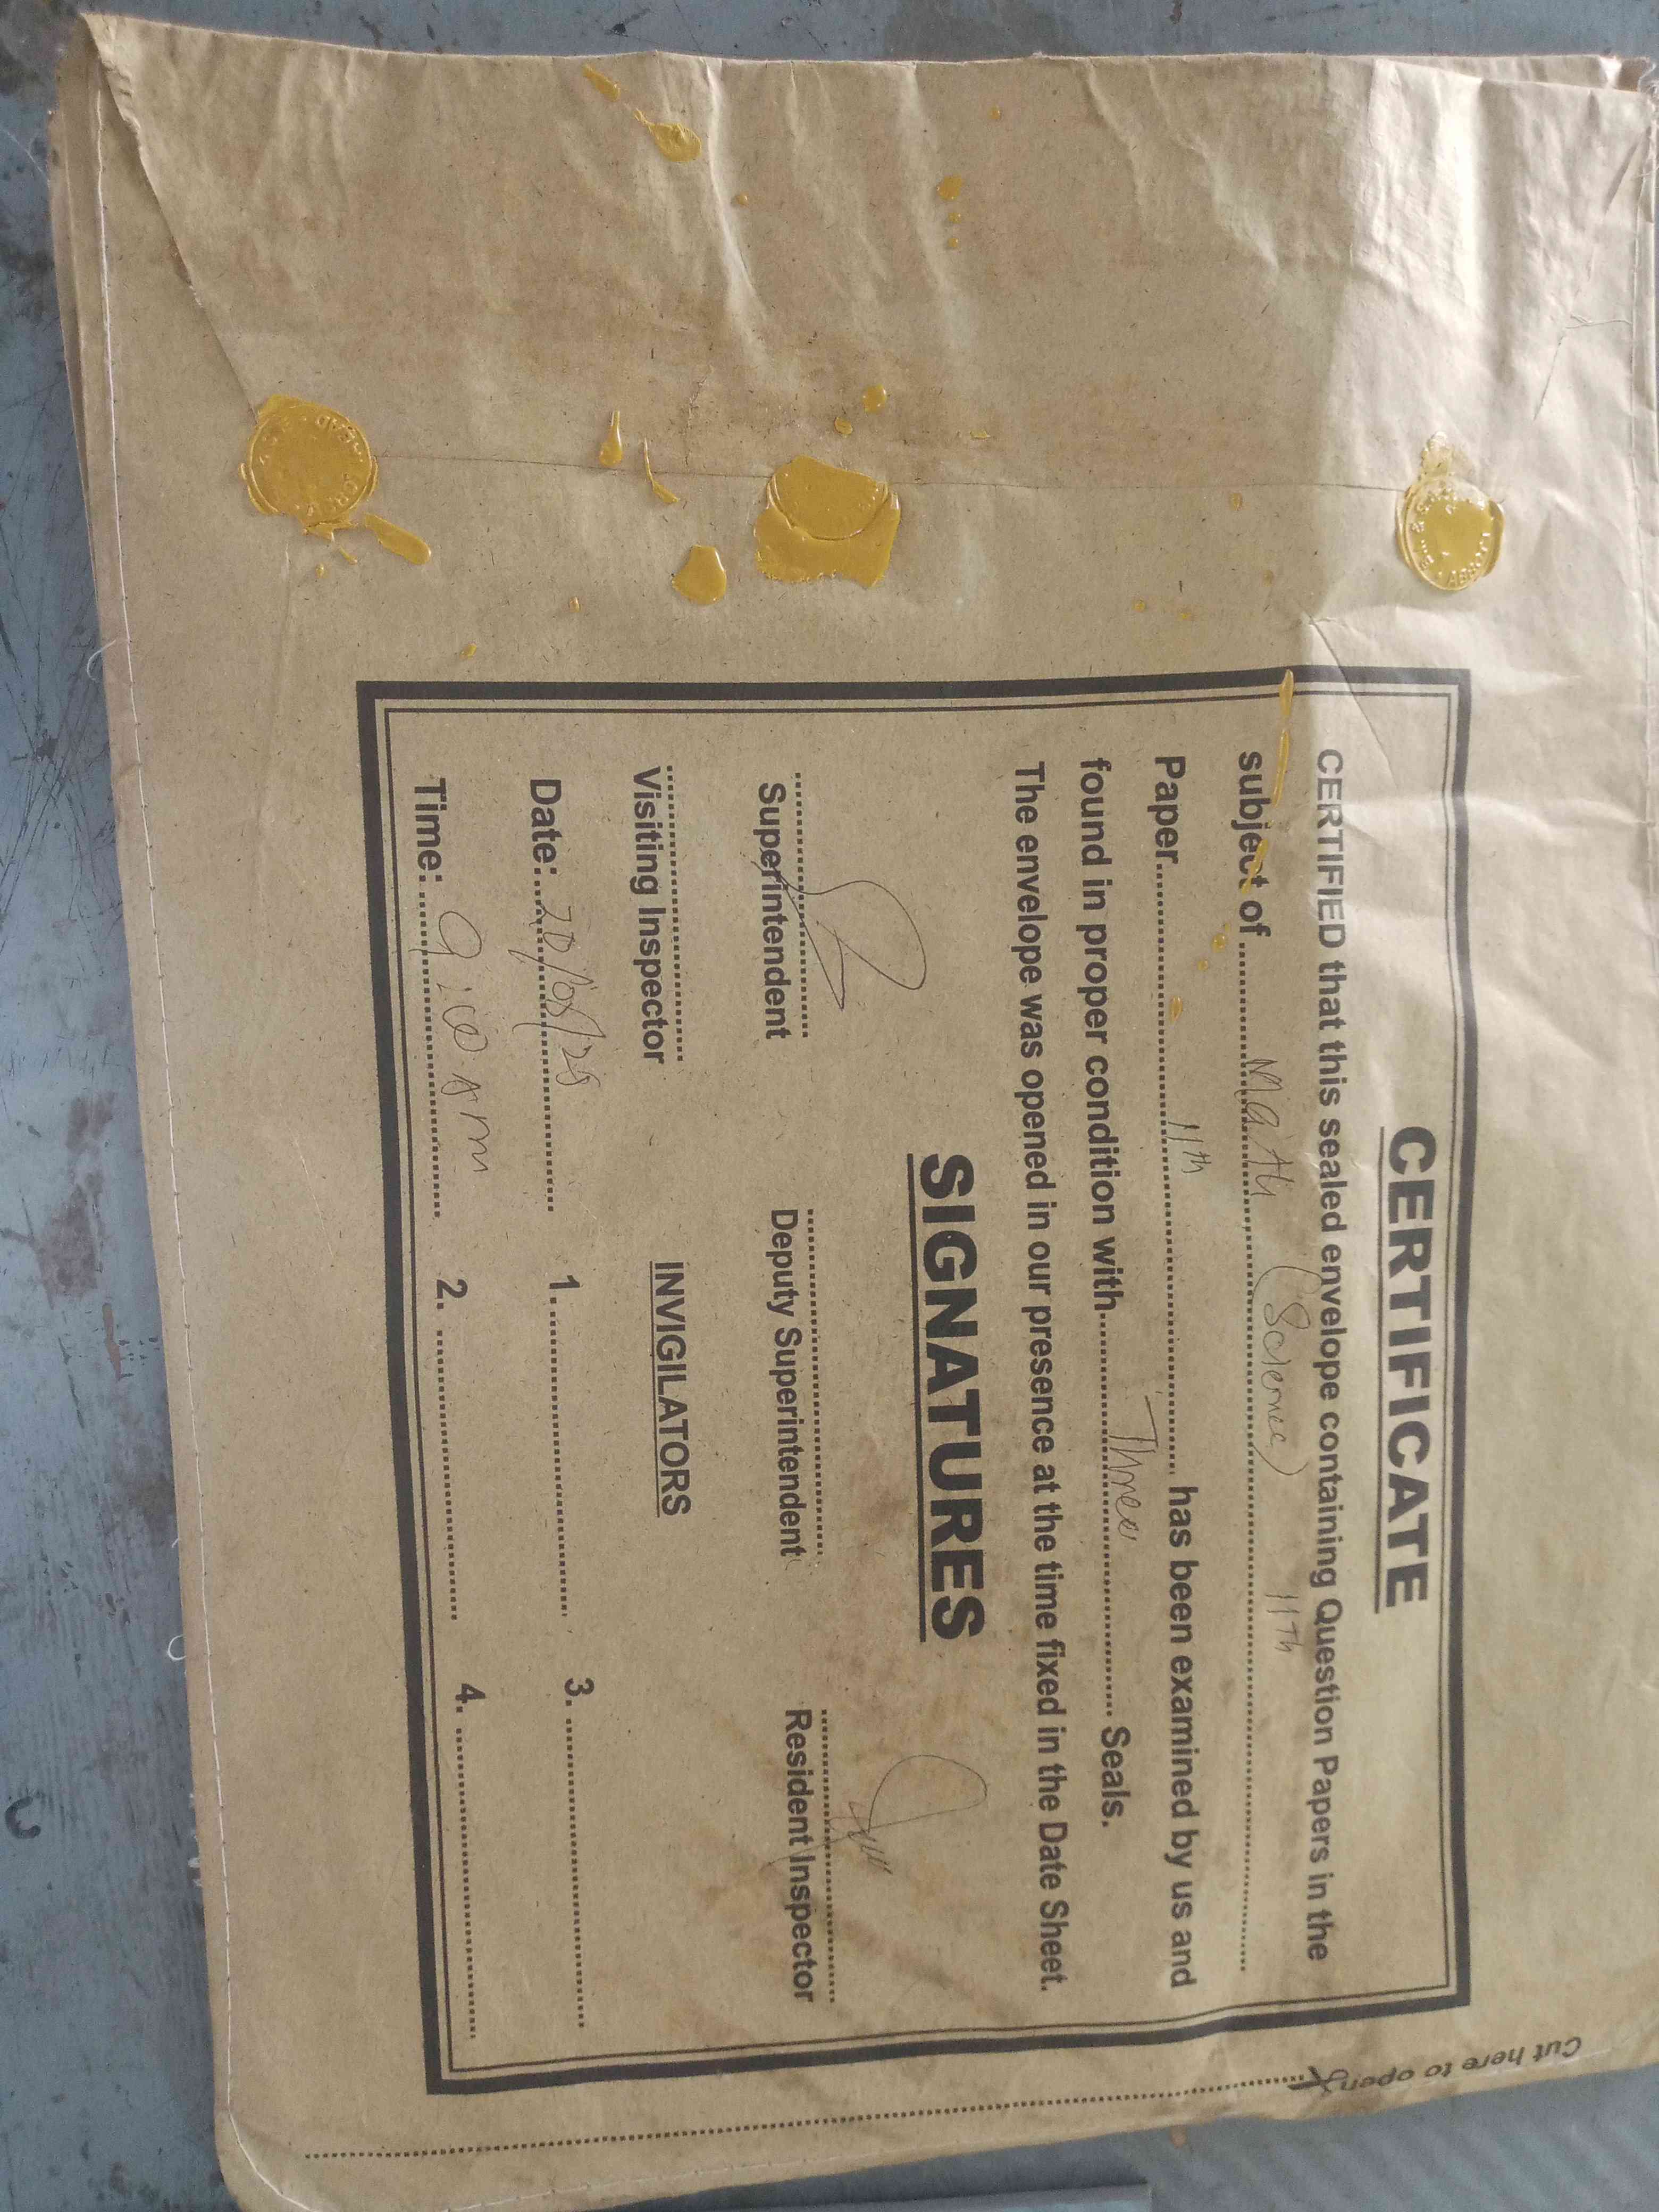 CERTIFICATE
CERTIFIED that this sealed envelope containing Question Papers in the
subject of .......... Math (Science) 11th ..........
Paper .......... 11th .......... has been examined by us and
found in proper condition with .......... Three .......... Seals.
The envelope was opened in our presence at the time fixed in the Date Sheet.
SIGNATURES
Superintendent Deputy Superintendent Resident Inspector
Visiting Inspector INVIGILATORS
Date: 20/05/25 1. .......... 3. ..........
Time: 9:00 Am 2. .......... 4. ..........
Cut here to open